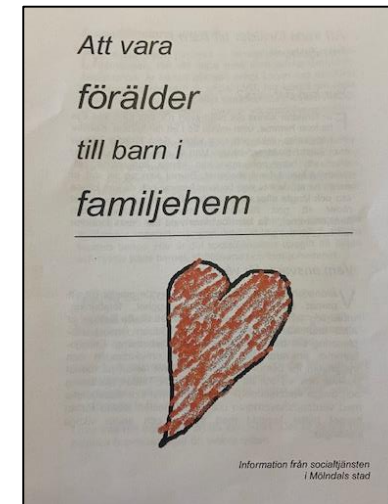 Att vara
förälder
till barn i
familjehem
Information från socialtjänsten
i Mölndals stad